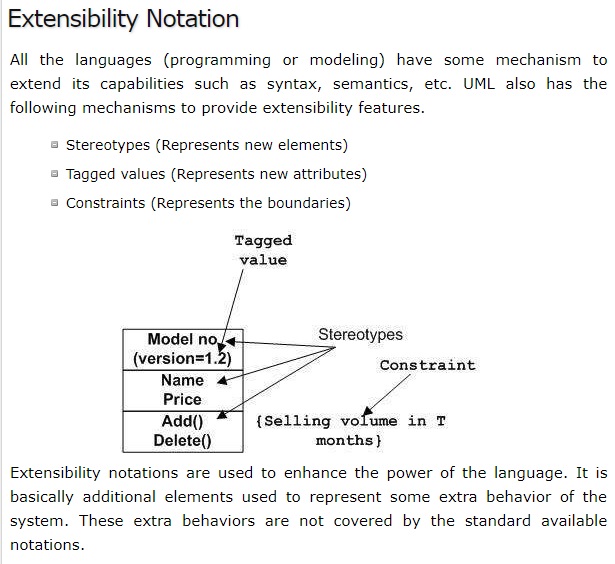 Extensibility Notation
All the languages (programming or modeling) have some mechanism to
extend its capabilities such as syntax, semantics, etc. UML also has the
following mechanisms to provide extensibility features.
Stereotypes (Represents new elements)
Tagged values (Represents new attributes)
Constraints (Represents the boundaries)
Tagged
value
Stereotypes
Model no
(version=1.2)
Constraint
Name
Price
Add()
Delete()
{Selling volume in T
months}
Extensibility notations are used to enhance the power of the language. It is
basically additional elements used to represent some extra behavior of the
system. These extra behaviors are not covered by the standard available
notations.